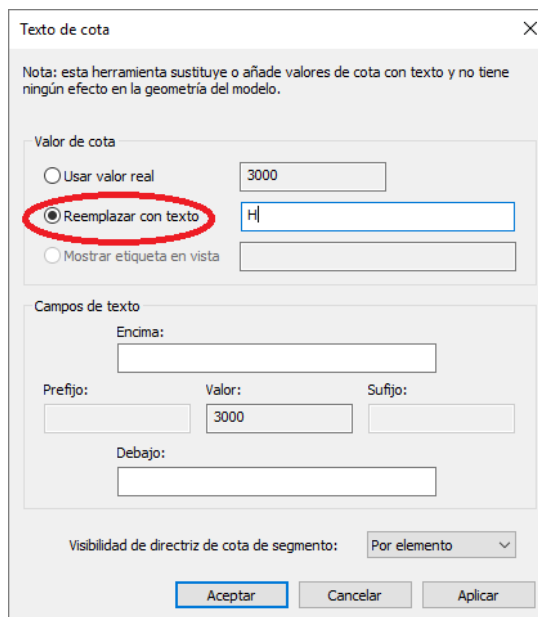 Texto de cota
Nota: esta herramienta sustituye o añade valores de cota con texto y no tiene
ningún efecto en la geometría del modelo.
Valor de cota
Usar valor real 3000
Reemplazar con texto H
Mostrar etiqueta en vista
Campos de texto
Encima:
Prefijo: Valor: Sufijo:
3000
Debajo:
Visibilidad de directriz de cota de segmento: Por elemento
Aceptar Cancelar Aplicar